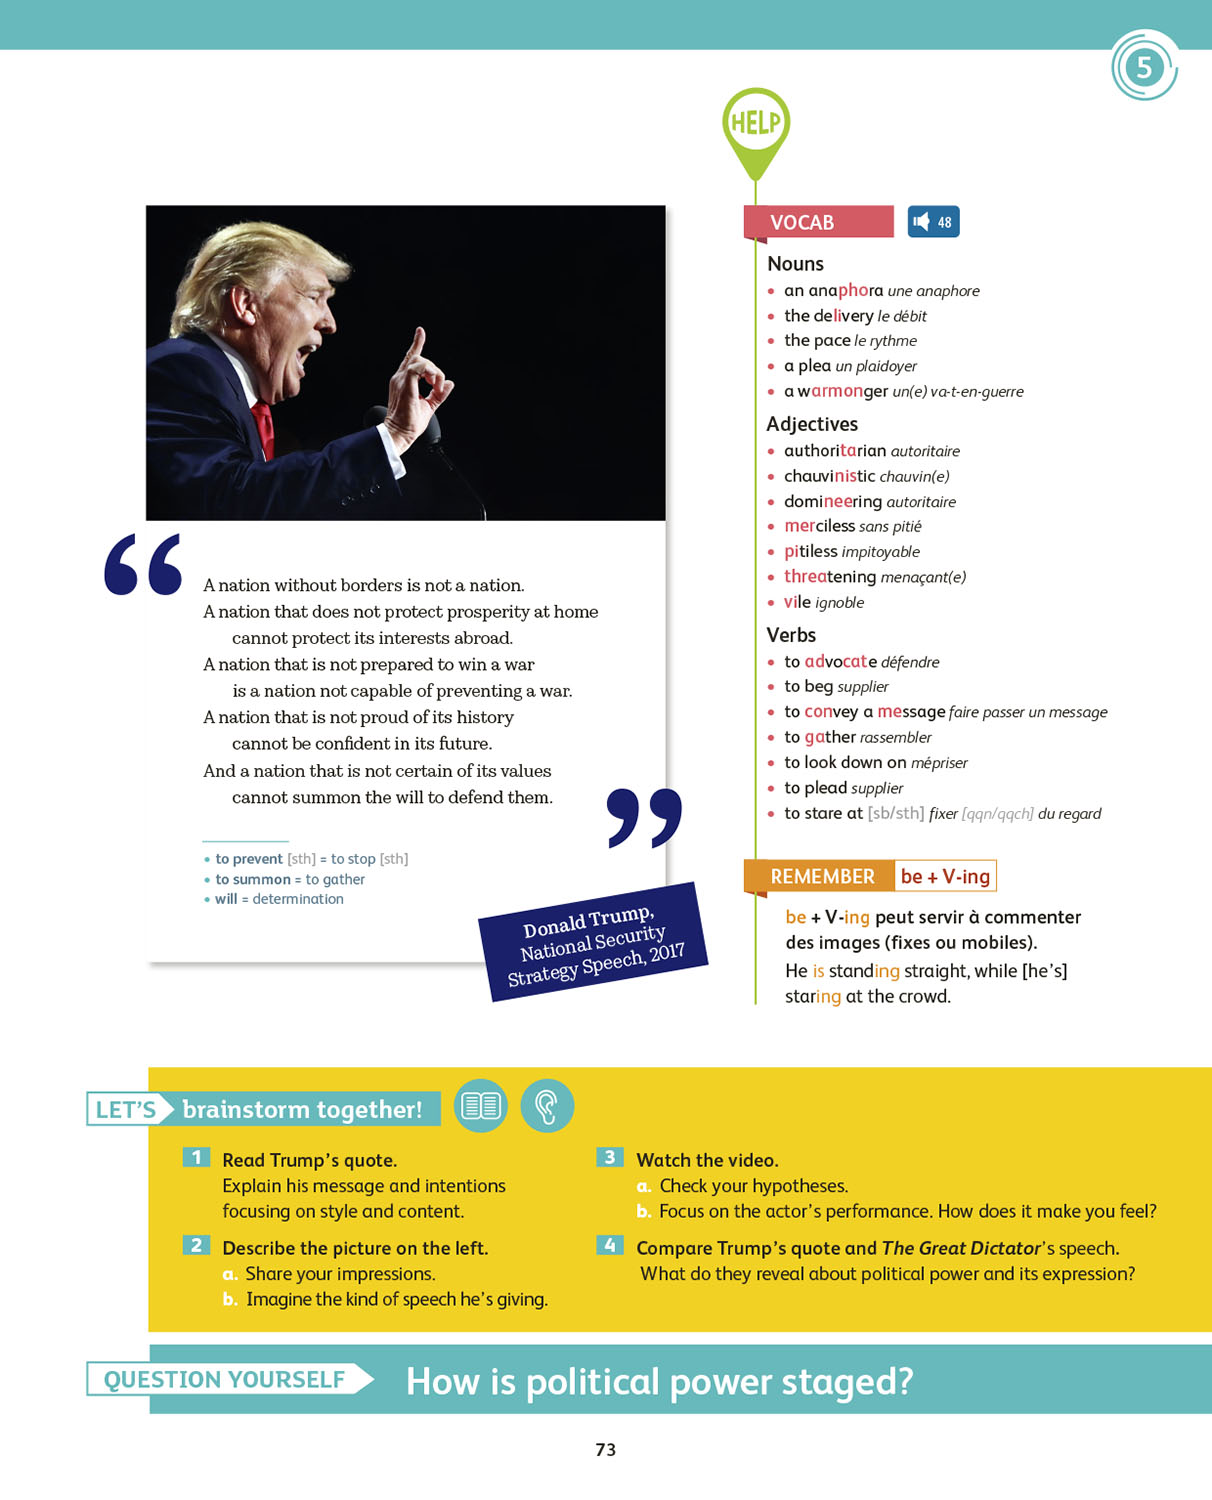 5
HELP
A nation without borders is not a nation.
A nation that does not protect prosperity at home
cannot protect its interests abroad.
A nation that is not prepared to win a war
is a nation not capable of preventing a war.
A nation that is not proud of its history
cannot be confident in its future.
And a nation that is not certain of its values
cannot summon the will to defend them.
• to prevent [sth] = to stop [sth]
• to summon = to gather
• will = determination
Donald Trump,
National Security
Strategy Speech, 2017
VOCAB
48
Nouns
• an anaphora une anaphore
• the delivery le débit
• the pace le rythme
• a plea un plaidoyer
• a warmonger un(e) va-t-en-guerre
Adjectives
• authoritarian autoritaire
• chauvinistic chauvin(e)
• domineering autoritaire
• merciless sans pitié
• pitiless impitoyable
• threatening menaçant(e)
• vile ignoble
Verbs
• to advocate défendre
• to beg supplier
• to convey a message faire passer un message
• to gather rassembler
• to look down on mépriser
• to plead supplier
• to stare at [sb/sth] fixer [qqn/qqch] du regard
REMEMBER be + V-ing
be + V-ing peut servir à commenter
des images (fixes ou mobiles).
He is standing straight, while [he's]
staring at the crowd.
LET'S brainstorm together!
1 Read Trump's quote.
Explain his message and intentions
focusing on style and content.
2 Describe the picture on the left.
a. Share your impressions.
b. Imagine the kind of speech he's giving.
3 Watch the video.
a. Check your hypotheses.
b. Focus on the actor's performance. How does it make you feel?
4 Compare Trump's quote and The Great Dictator's speech.
What do they reveal about political power and its expression?
QUESTION YOURSELF How is political power staged?
73